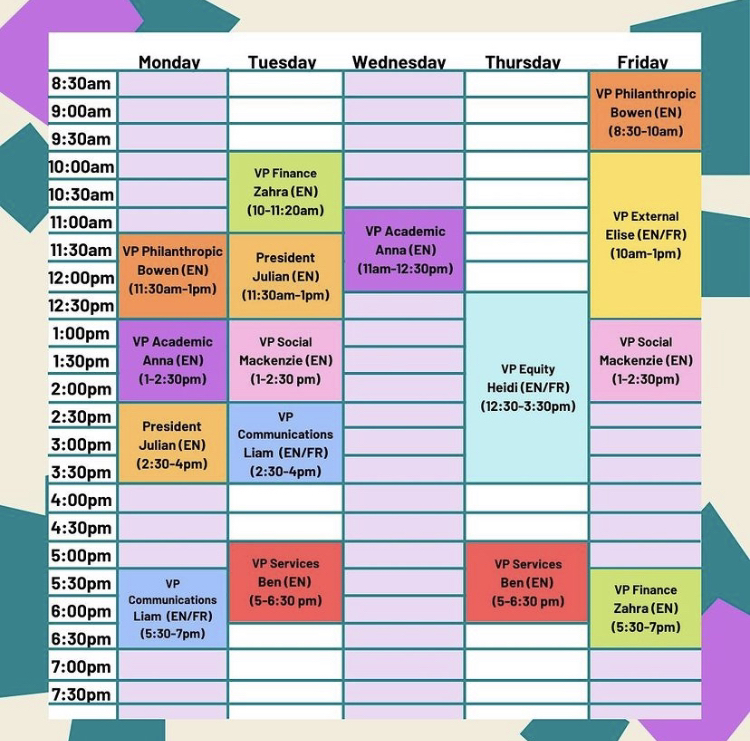 Monday Tuesday Wednesday Thursday Friday
8:30am
9:00am
9:30am
10:00am
10:30am
11:00am
11:30am
12:00pm
12:30pm
1:00pm
1:30pm
2:00pm
2:30pm
3:00pm
3:30pm
4:00pm
4:30pm
5:00pm
5:30pm
6:00pm
6:30pm
7:00pm
7:30pm
VP Philanthropic
Bowen (EN)
(11:30am-1pm)
VP Academic
Anna (EN)
(1-2:30pm)
President
Julian (EN)
(2:30-4pm)
VP
Communications
Liam (EN/FR)
(5:30-7pm)
VP Finance
Zahra (EN)
(10-11:20am)
President
Julian (EN)
(11:30am-1pm)
VP Social
Mackenzie (EN)
(1-2:30 pm)
VP
Communications
Liam (EN/FR)
(2:30-4pm)
VP Services
Ben (EN)
(5-6:30 pm)
VP Academic
Anna (EN)
(11am-12:30pm)
VP Equity
Heidi (EN/FR)
(12:30-3:30pm)
VP Services
Ben (EN)
(5-6:30 pm)
VP Philanthropic
Bowen (EN)
(8:30-10am)
VP External
Elise (EN/FR)
(10am-1pm)
VP Social
Mackenzie (EN)
(1-2:30pm)
VP Finance
Zahra (EN)
(5:30-7pm)